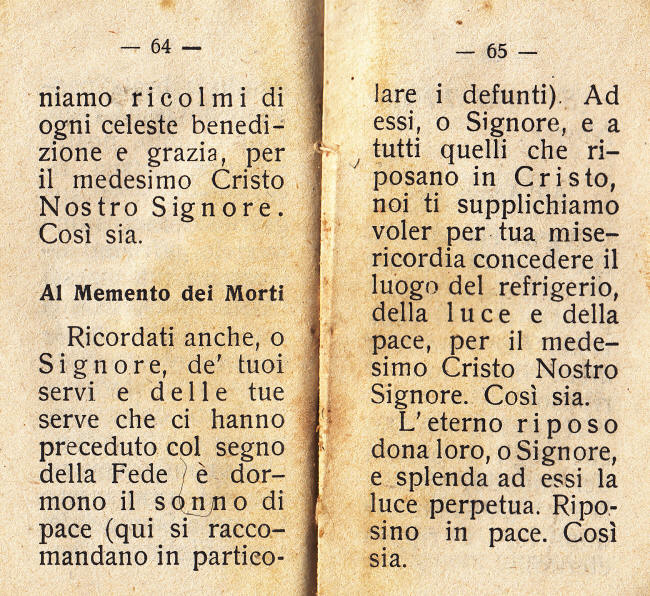 — 64 —
niamo ricolmi di
ogni celeste benedi-
zione e grazia, per
il medesimo Cristo
Nostro Signore.
Così sia.
Al Memento dei Morti
Ricordati anche, o
Signore, de' tuoi
servi e delle tue
serve che ci hanno
preceduto col segno
della Fede è dor-
mono il sonno di
pace (qui si racco-
mandano in partico-
— 65 —
lare i defunti). Ad
essi, o Signore, e a
tutti quelli che ri-
posano in Cristo,
noi ti supplichiamo
voler per tua mise-
ricordia concedere il
luogo del refrigerio,
della luce e della
pace, per il mede-
simo Cristo Nostro
Signore. Così sia.
L'eterno riposo
dona loro, o Signore,
e splenda ad essi la
luce perpetua. Ripo-
sino in pace. Così
sia.